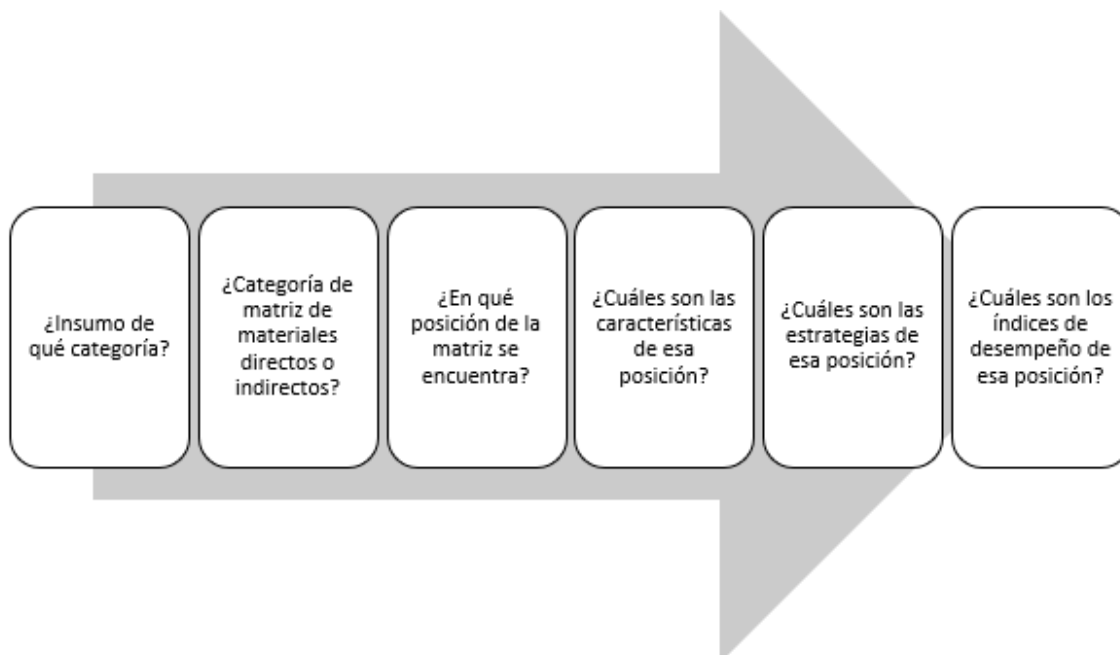 ¿Insumo de
qué categoría?
¿Categoría de
matriz de
materiales
directos o
indirectos?
¿En qué
posición de la
matriz se
encuentra?
¿Cuáles son las
características
de esa
posición?
¿Cuáles son las
estrategias de
esa posición?
¿Cuáles son los
índices de
desempeño de
esa posición?